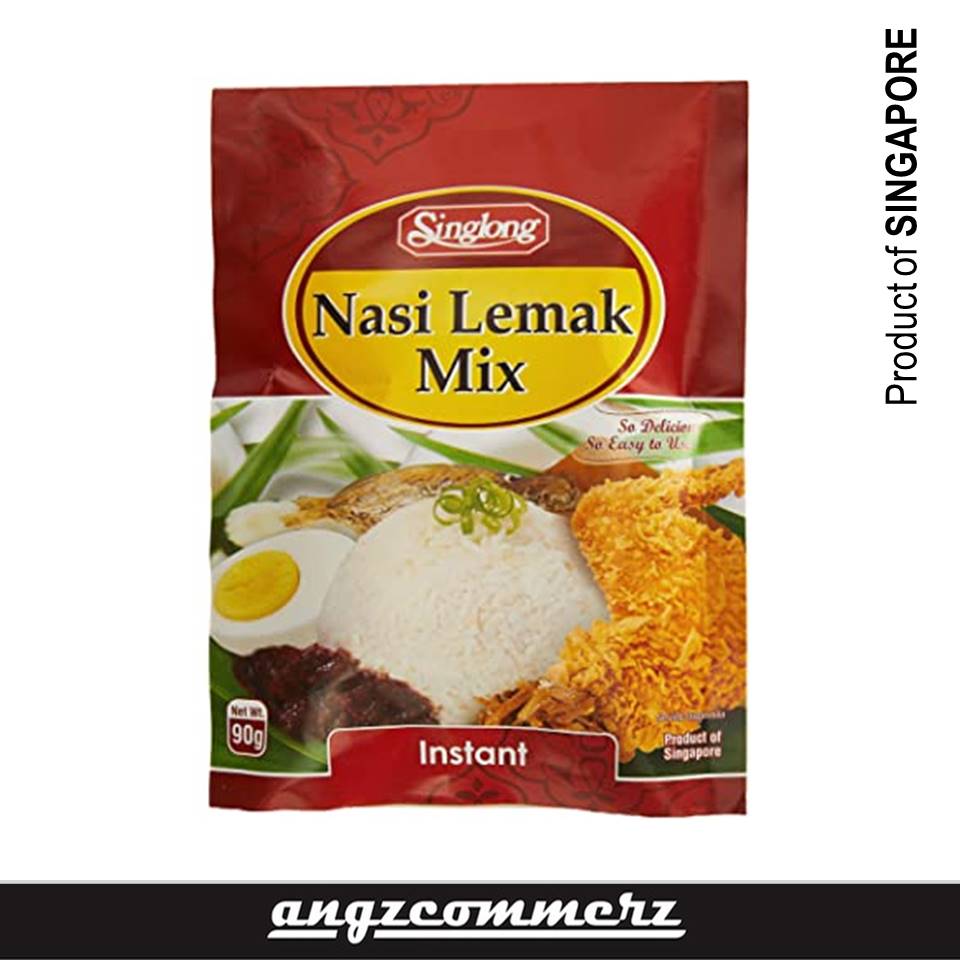 Product of SINGAPORE
Singlong
Nasi Lemak
Mix
So Delicious
So Easy to Use
Net Wt.
90g
Instant
Product of
Singapore
angzcommerz